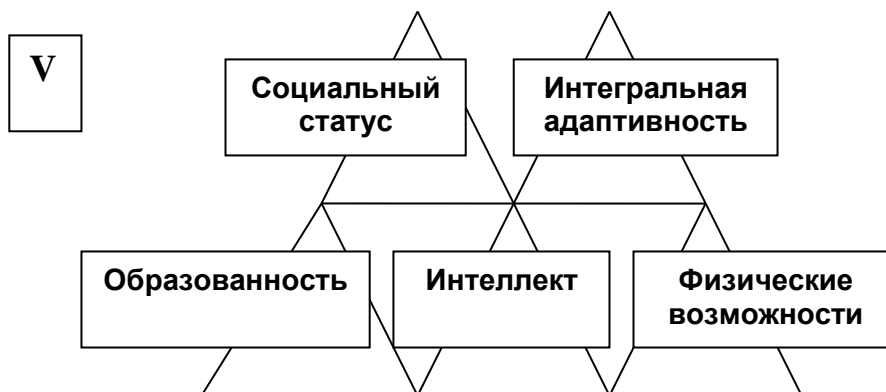 V
Социальный
статус
Интегральная
адаптивность
Образованность
Интеллект
Физические
возможности